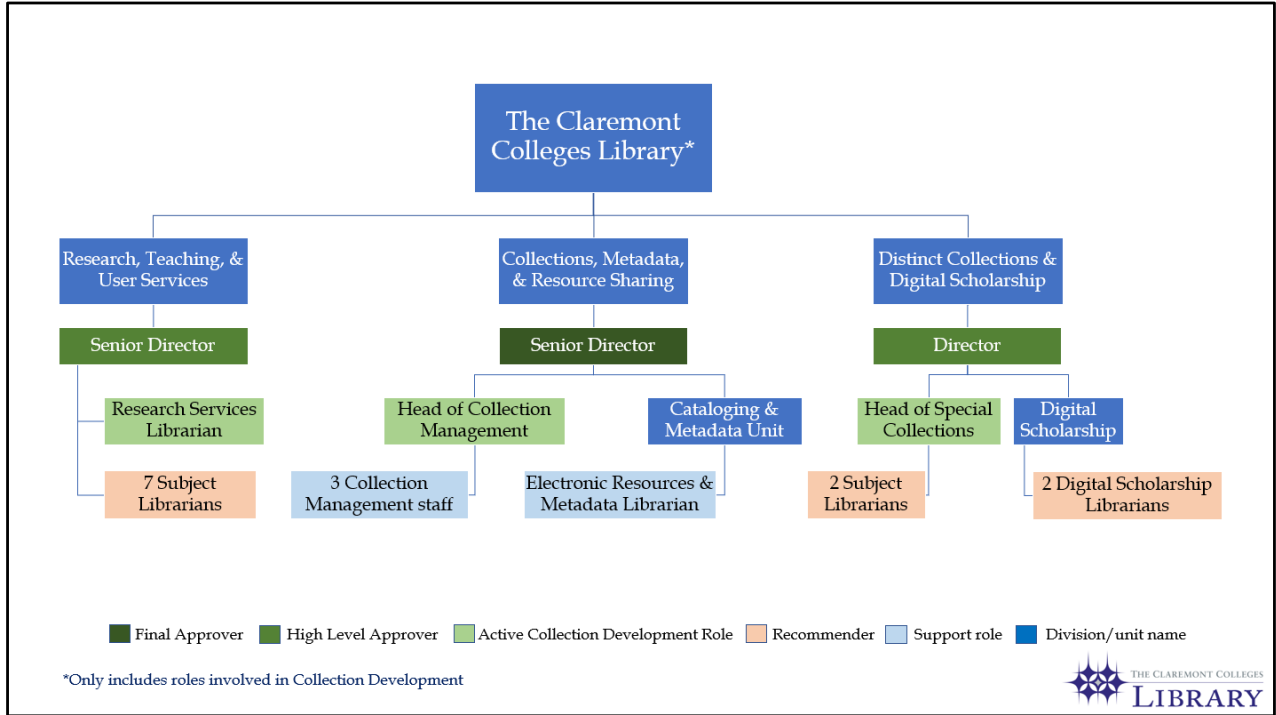 The Claremont
Colleges Library*
Research, Teaching, &
User Services
Collections, Metadata,
& Resource Sharing
Distinct Collections &
Digital Scholarship
Senior Director
Senior Director
Director
Research Services
Librarian
Head of Collection
Management
Cataloging &
Metadata Unit
Head of Special
Collections
Digital
Scholarship
7 Subject
Librarians
3 Collection
Management staff
Electronic Resources &
Metadata Librarian
2 Subject
Librarians
2 Digital Scholarship
Librarians
Final Approver
High Level Approver
Active Collection Development Role
Recommender
Support role
Division/unit name
*Only includes roles involved in Collection Development
THE CLAREMONT COLLEGES
LIBRARY